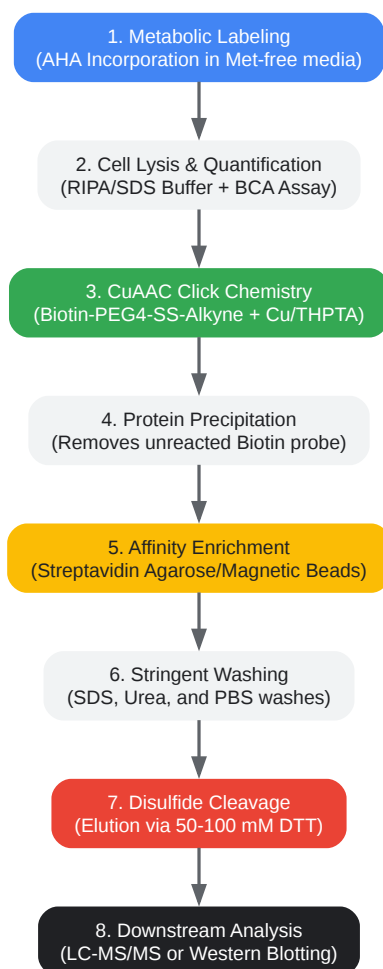 1. Metabolic Labeling
(AHA Incorporation in Met-free media)
2. Cell Lysis & Quantification
(RIPA/SDS Buffer + BCA Assay)
3. CuAAC Click Chemistry
(Biotin-PEG4-SS-Alkyne + Cu/THPTA)
4. Protein Precipitation
(Removes unreacted Biotin probe)
5. Affinity Enrichment
(Streptavidin Agarose/Magnetic Beads)
6. Stringent Washing
(SDS, Urea, and PBS washes)
7. Disulfide Cleavage
(Elution via 50-100 mM DTT)
8. Downstream Analysis
(LC-MS/MS or Western Blotting)